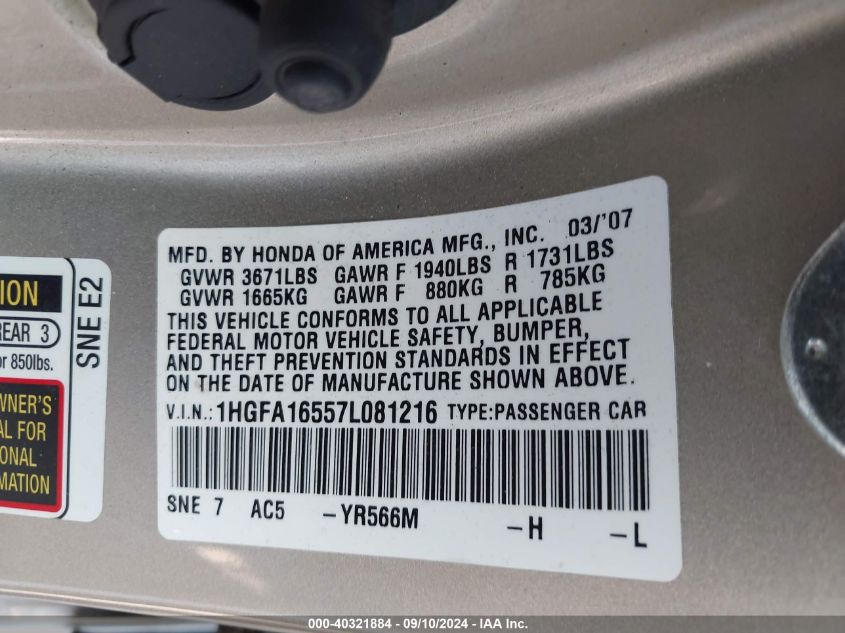 MFD. BY HONDA OF AMERICA MFG., INC. 03/'07
GVWR 3671LBS GAWR F 1940LBS R 1731LBS
GVWR 1665KG GAWR F 880KG R 785KG
THIS VEHICLE CONFORMS TO ALL APPLICABLE
FEDERAL MOTOR VEHICLE SAFETY, BUMPER,
AND THEFT PREVENTION STANDARDS IN EFFECT
ON THE DATE OF MANUFACTURE SHOWN ABOVE.
V.I.N.: 1HGFA16557L081216 TYPE:PASSENGER CAR
SNE 7 AC5 -YR566M -H -L
ION
REAR 3
or 850lbs.
WNER'S
AL FOR
ONAL
MATION
SNE E2
000-40321884 / 09/10/2024 - IAA Inc.